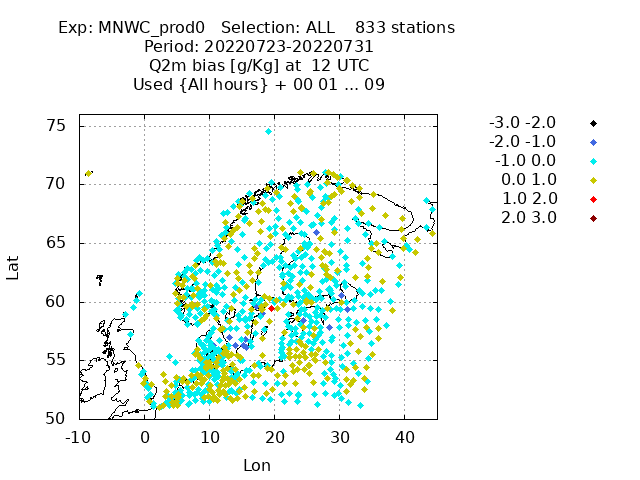 Exp: MNWC_prod0   Selection: ALL    833 stations
Period: 20220723-20220731
Q2m bias [g/Kg] at  12 UTC
Used {All hours} + 00 01 ... 09
-3.0 -2.0
-2.0 -1.0
-1.0 0.0
0.0 1.0
1.0 2.0
2.0 3.0
75
70
65
60
55
50
Lat
-10 0 10 20 30 40
Lon